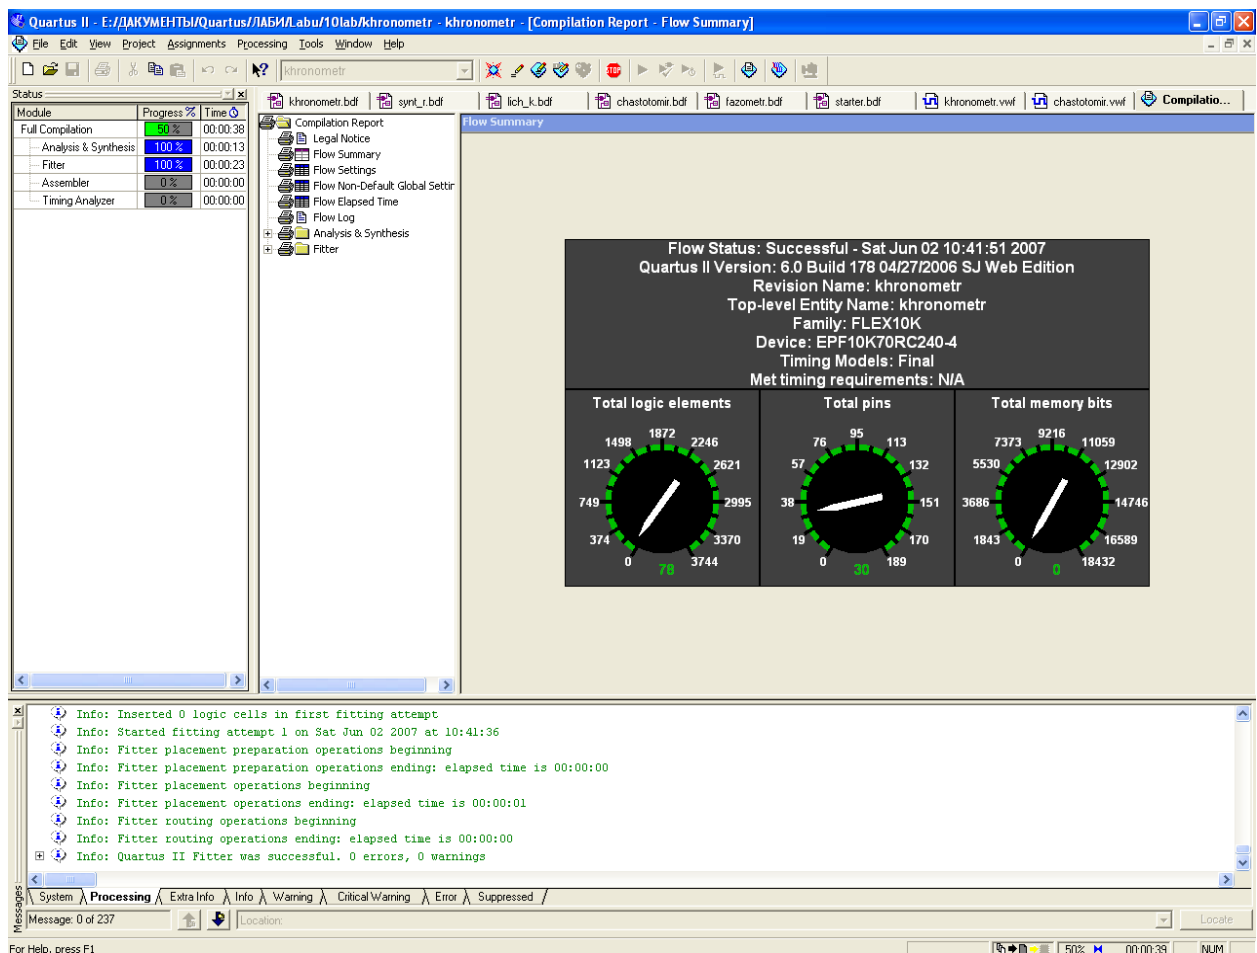 Quartus II - E:/ДАКУМЕНТЫ/Quartus/ЛАБИ/Labu/10lab/khronometr - khronometr - [Compilation Report - Flow Summary]
File Edit View Project Assignments Processing Tools Window Help
khronometr
Status
Module Progress % Time
Full Compilation 50 % 00:00:38
Analysis & Synthesis 100 % 00:00:13
Fitter 100 % 00:00:23
Assembler 0 % 00:00:00
Timing Analyzer 0 % 00:00:00
khronometr.bdf synt_r.bdf lich_k.bdf chastotomir.bdf fazometr.bdf starter.bdf khronometr.vwf chastotomir.vwf Compilatio...
Compilation Report
Legal Notice
Flow Summary
Flow Settings
Flow Non-Default Global Settir
Flow Elapsed Time
Flow Log
Analysis & Synthesis
Fitter
Flow Summary
Flow Status: Successful - Sat Jun 02 10:41:51 2007
Quartus II Version: 6.0 Build 178 04/27/2006 SJ Web Edition
Revision Name: khronometr
Top-level Entity Name: khronometr
Family: FLEX10K
Device: EPF10K70RC240-4
Timing Models: Final
Met timing requirements: N/A
Total logic elements
0 374 749 1123 1498 1872 2246 2621 2995 3370 3744
78
Total pins
0 19 38 57 76 95 113 132 151 170 189
30
Total memory bits
0 1843 3686 5530 7373 9216 11059 12902 14746 16589 18432
0
Info: Inserted 0 logic cells in first fitting attempt
Info: Started fitting attempt 1 on Sat Jun 02 2007 at 10:41:36
Info: Fitter placement preparation operations beginning
Info: Fitter placement preparation operations ending: elapsed time is 00:00:00
Info: Fitter placement operations beginning
Info: Fitter placement operations ending: elapsed time is 00:00:01
Info: Fitter routing operations beginning
Info: Fitter routing operations ending: elapsed time is 00:00:00
Info: Quartus II Fitter was successful. 0 errors, 0 warnings
Messages
System Processing Extra Info Info Warning Critical Warning Error Suppressed
Message: 0 of 237 Location: Locate
For Help, press F1 50% 00:00:39 NUM